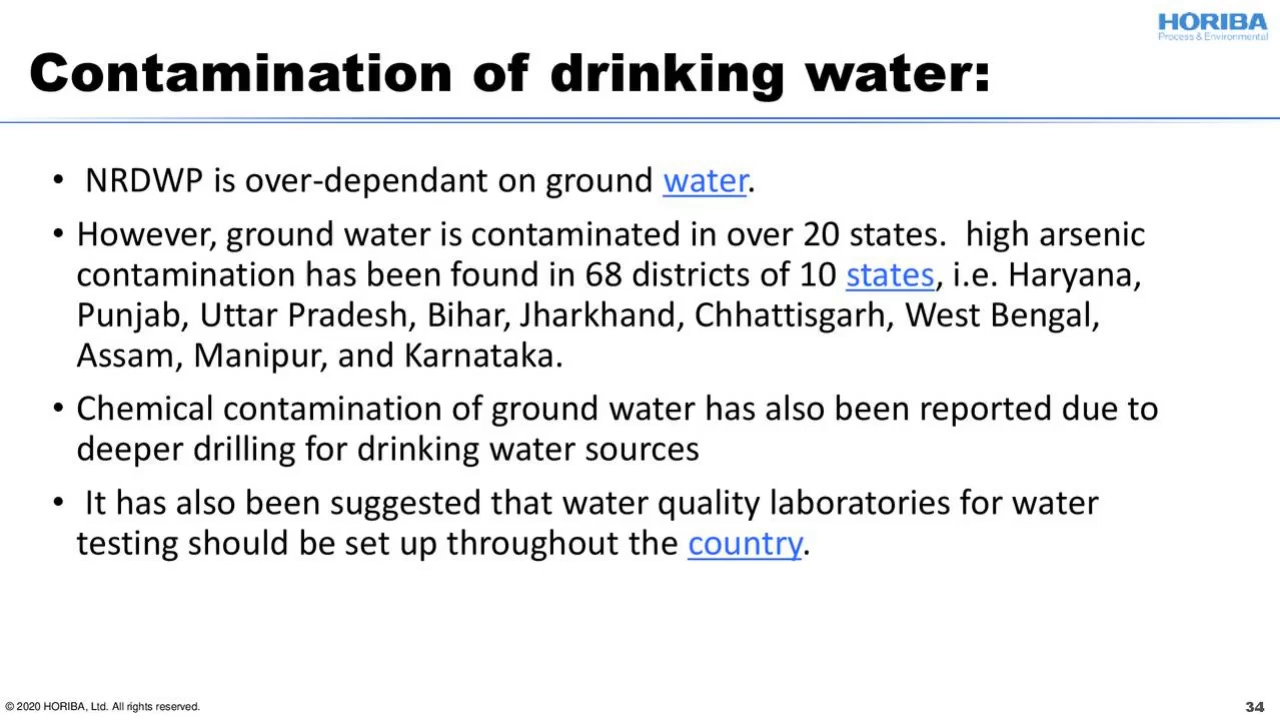 HORIBA
Process & Environmental
Contamination of drinking water:
• NRDWP is over-dependant on ground water.
• However, ground water is contaminated in over 20 states.  high arsenic
contamination has been found in 68 districts of 10 states, i.e. Haryana,
Punjab, Uttar Pradesh, Bihar, Jharkhand, Chhattisgarh, West Bengal,
Assam, Manipur, and Karnataka.
• Chemical contamination of ground water has also been reported due to
deeper drilling for drinking water sources
• It has also been suggested that water quality laboratories for water
testing should be set up throughout the country.
© 2020 HORIBA, Ltd. All rights reserved.
34